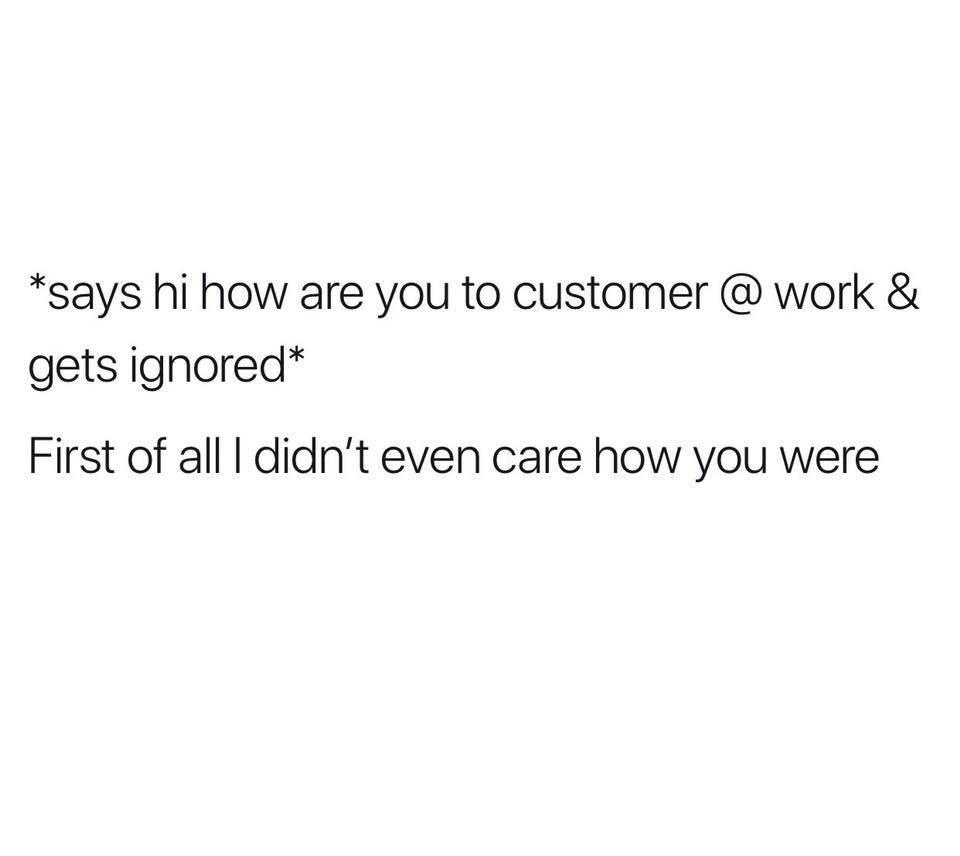 *says hi how are you to customer @ work &
gets ignored*
First of all I didn’t even care how you were